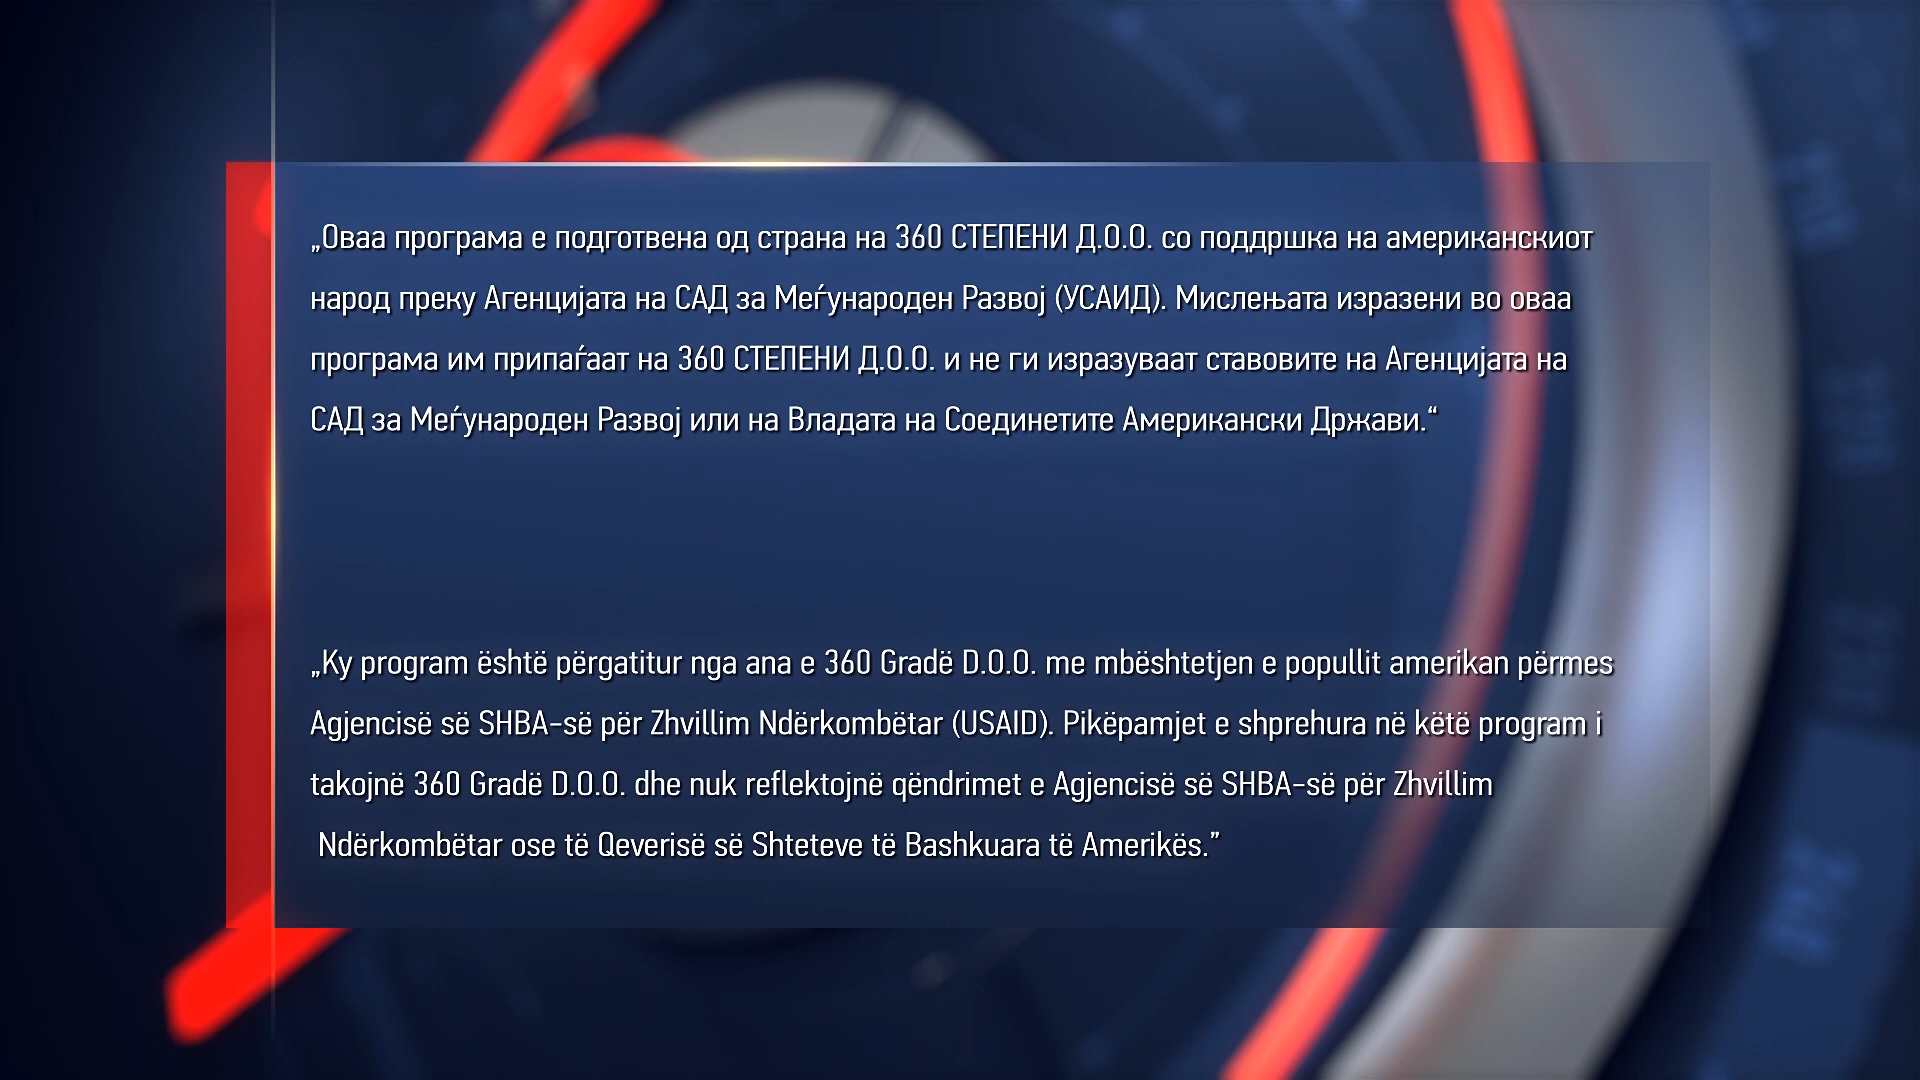 „Оваа програма е подготвена од страна на 360 СТЕПЕНИ Д.О.О. со поддршка на американскиот
народ преку Агенцијата на САД за Меѓународен Развој (УСАИД). Мислењата изразени во оваа
програма им припаѓаат на 360 СТЕПЕНИ Д.О.О. и не ги изразуваат ставовите на Агенцијата на
САД за Меѓународен Развој или на Владата на Соединетите Американски Држави.“
„Ky program është përgatitur nga ana e 360 Gradë D.O.O. me mbështetjen e popullit amerikan përmes
Agjencisë së SHBA-së për Zhvillim Ndërkombëtar (USAID). Pikëpamjet e shprehura në këtë program i
takojnë 360 Gradë D.O.O. dhe nuk reflektojnë qëndrimet e Agjencisë së SHBA-së për Zhvillim
Ndërkombëtar ose të Qeverisë së Shteteve të Bashkuara të Amerikës.”